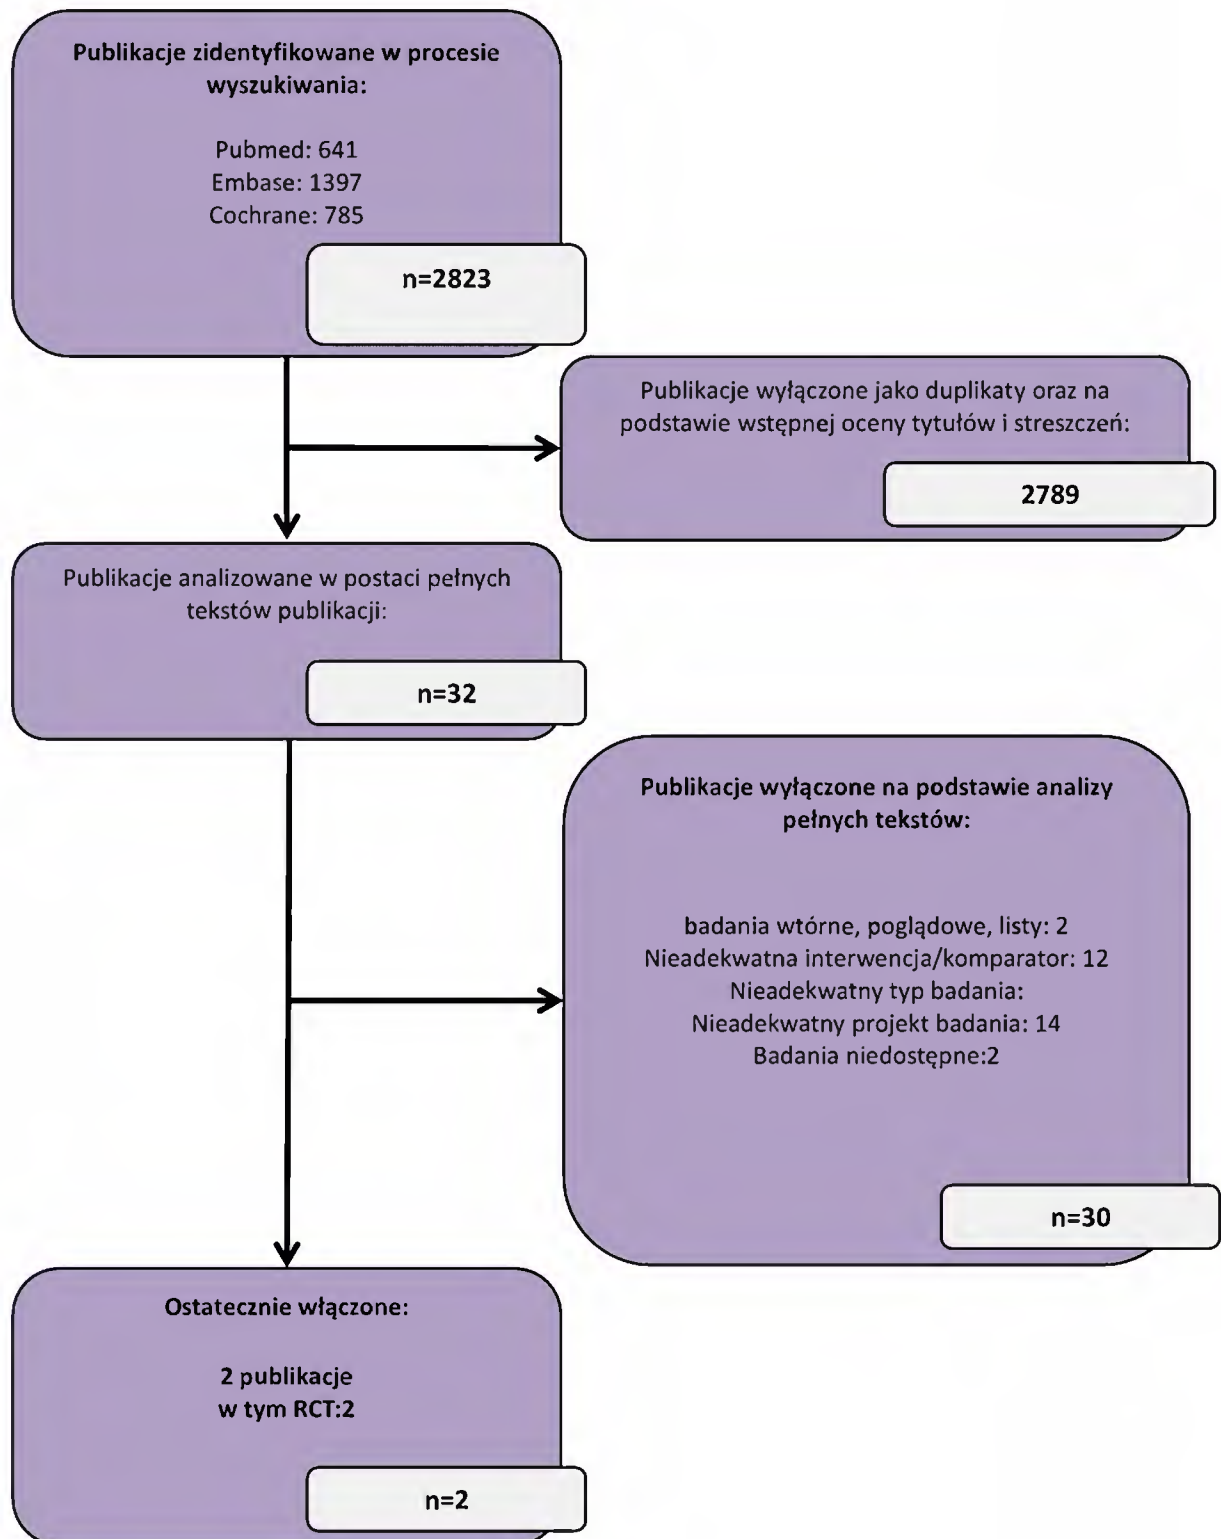 Publikacje zidentyfikowane w procesie
wyszukiwania:
Pubmed: 641
Embase: 1397
Cochrane: 785
n=2823
Publikacje wyłączone jako duplikaty oraz na
podstawie wstępnej oceny tytułów i streszczeń:
2789
Publikacje analizowane w postaci pełnych
tekstów publikacji:
n=32
Publikacje wyłączone na podstawie analizy
pełnych tekstów:
badania wtórne, poglądowe, listy: 2
Nieadekwatna interwencja/komparator: 12
Nieadekwatny typ badania:
Nieadekwatny projekt badania: 14
Badania niedostępne:2
n=30
Ostatecznie włączone:
2 publikacje
w tym RCT:2
n=2